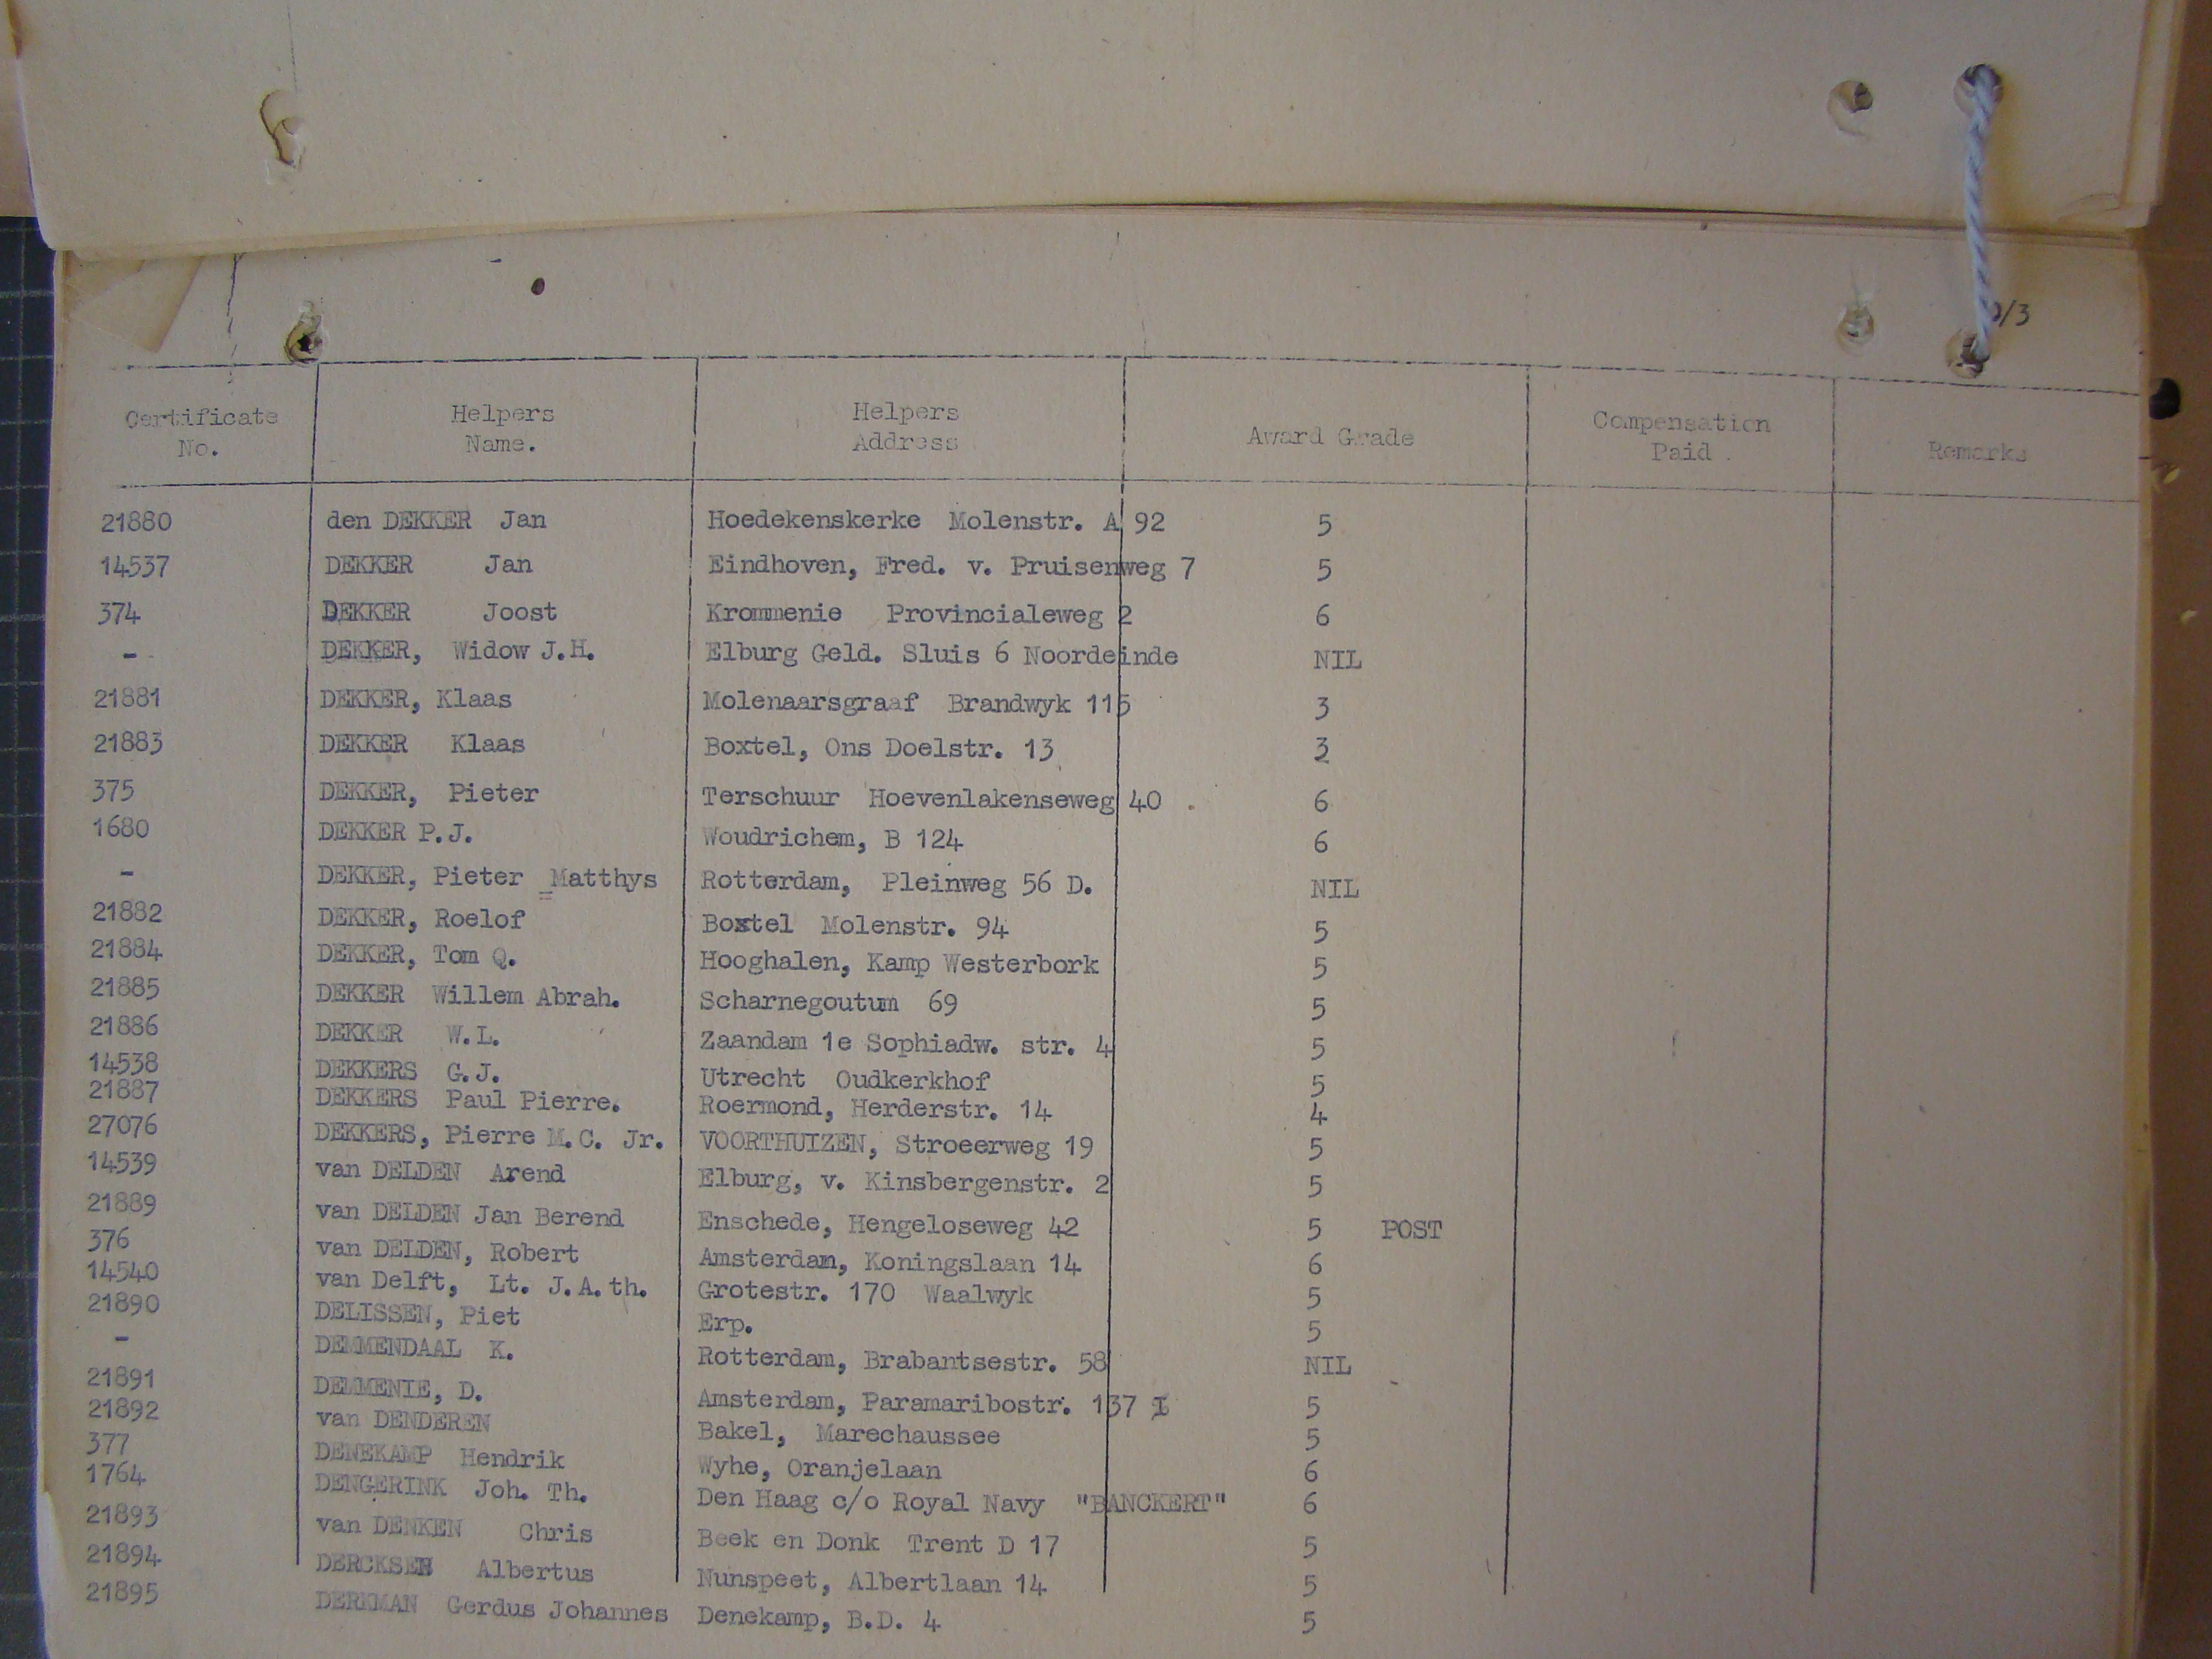 /3
Certificate No. Helpers Name. Helpers Address Award Grade Compensation Paid. Remarks
21880 den DEKKER Jan Hoedekenskerke Molenstr. A 92 5
14537 DEKKER Jan Eindhoven, Fred. v. Pruisenweg 7 5
374 DEKKER Joost Krommenie Provincialeweg 2 6
- DEKKER, Widow J.H. Elburg Geld. Sluis 6 Noordeinde NIL
21881 DEKKER, Klaas Molenaarsgraaf Brandwyk 115 3
21883 DEKKER Klaas Boxtel, Ons Doelstr. 13 3
375 DEKKER, Pieter Terschuur Hoevenlakenseweg 40 6
1680 DEKKER P.J. Woudrichem, B 124 6
- DEKKER, Pieter Matthys Rotterdam, Pleinweg 56 D. NIL
21882 DEKKER, Roelof Boxtel Molenstr. 94 5
21884 DEKKER, Tom Q. Hooghalen, Kamp Westerbork 5
21885 DEKKER Willem Abrah. Scharnegoutum 69 5
21886 DEKKER W.L. Zaandam 1e Sophiadw. str. 4 5
14538 DEKKERS G.J. Utrecht Oudkerkhof 5
21887 DEKKERS Paul Pierre. Roermond, Herderstr. 14 4
27076 DEKKERS, Pierre M.C. Jr. VOORTHUIZEN, Stroeerweg 19 5
14539 van DELDEN Arend Elburg, v. Kinsbergenstr. 2 5
21889 van DELDEN Jan Berend Enschede, Hengeloseweg 42 5 POST
376 van DELDEN, Robert Amsterdam, Koningslaan 14 6
14540 van Delft, Lt. J.A.th. Grotestr. 170 Waalwyk 5
21890 DELISSEN, Piet Erp. 5
- DEMMENDAAL K. Rotterdam, Brabantsestr. 58 NIL
21891 DEMMENIE, D. Amsterdam, Paramaribostr. 137 I 5
21892 van DENDEREN Bakel, Marechaussee 5
377 DENEKAMP Hendrik Wyhe, Oranjelaan 6
1764 DENGERINK Joh. Th. Den Haag c/o Royal Navy "BANCKERT" 6
21893 van DENKEN Chris Beek en Donk Trent D 17 5
21894 DERCKSEN Albertus Nunspeet, Albertlaan 14 5
21895 DERKMAN Gerdus Johannes Denekamp, B.D. 4 5